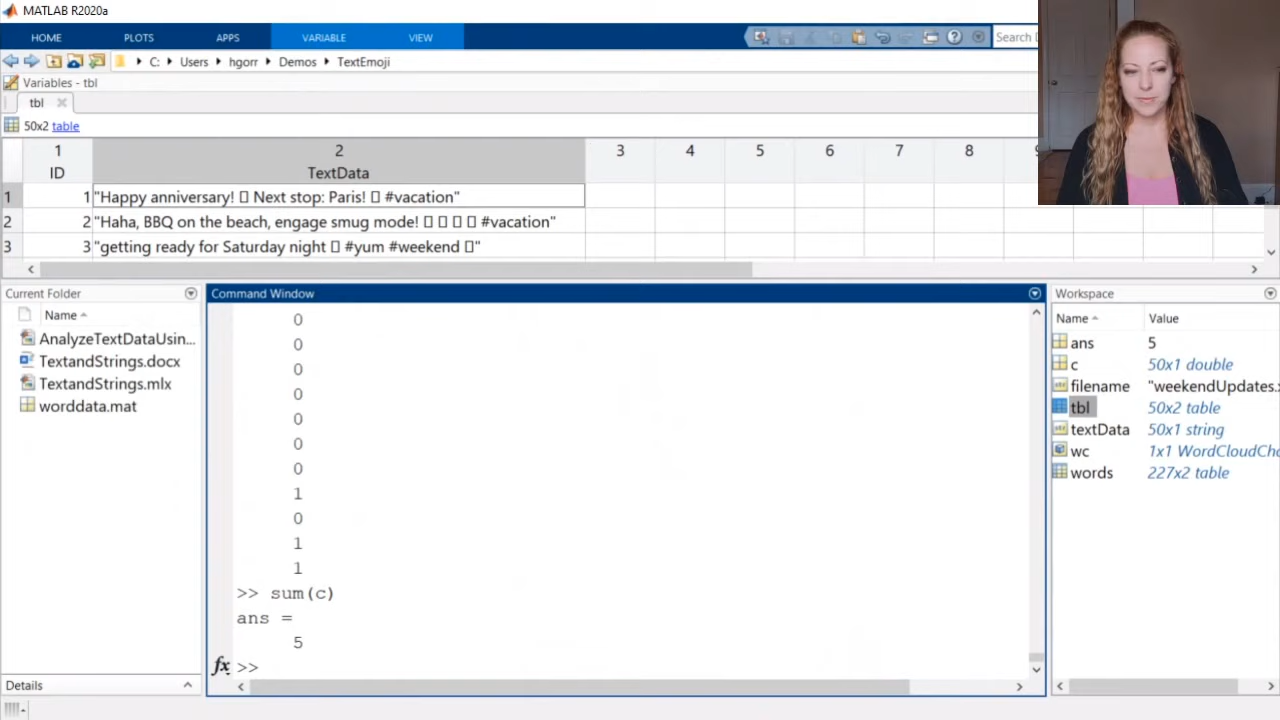 MATLAB R2020a
HOME PLOTS APPS VARIABLE VIEW Search
C: Users hgorr Demos TextEmoji
Variables - tbl
tbl
50x2 table
1 2 3 4 5 6 7 8
ID TextData
1 1 "Happy anniversary! Next stop: Paris! #vacation"
2 2 "Haha, BBQ on the beach, engage smug mode! #vacation"
3 3 "getting ready for Saturday night #yum #weekend "
Current Folder
Name
AnalyzeTextDataUsin...
TextandStrings.docx
TextandStrings.mlx
worddata.mat
Details
Command Window
0
0
0
0
0
0
0
1
0
1
1
>> sum(c)
ans =
5
fx >>
Workspace
Name Value
ans 5
c 50x1 double
filename "weekendUpdates.x
tbl 50x2 table
textData 50x1 string
wc 1x1 WordCloudCha
words 227x2 table